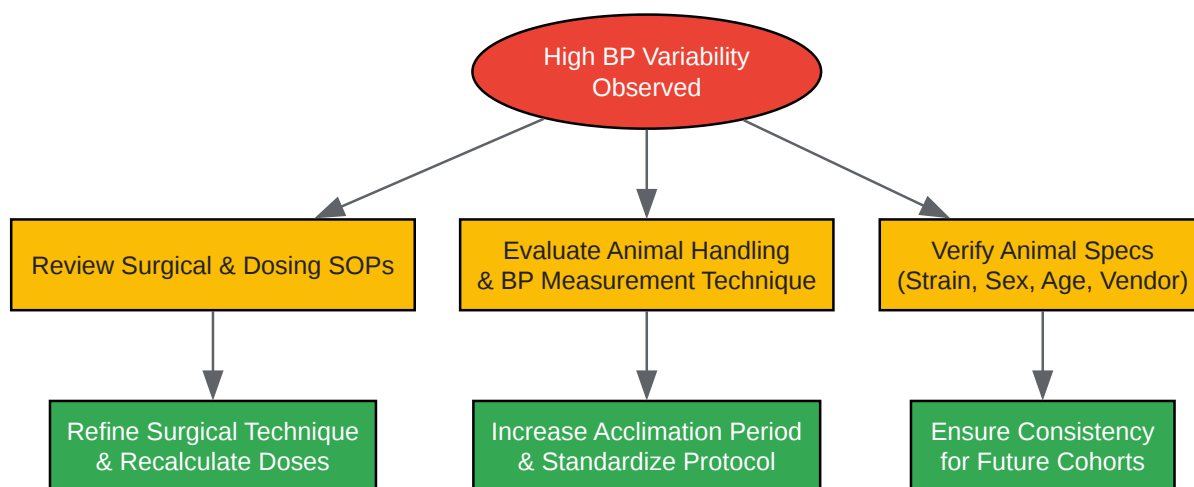 High BP Variability
Observed
Review Surgical & Dosing SOPs
Evaluate Animal Handling
& BP Measurement Technique
Verify Animal Specs
(Strain, Sex, Age, Vendor)
Refine Surgical Technique
& Recalculate Doses
Increase Acclimation Period
& Standardize Protocol
Ensure Consistency
for Future Cohorts